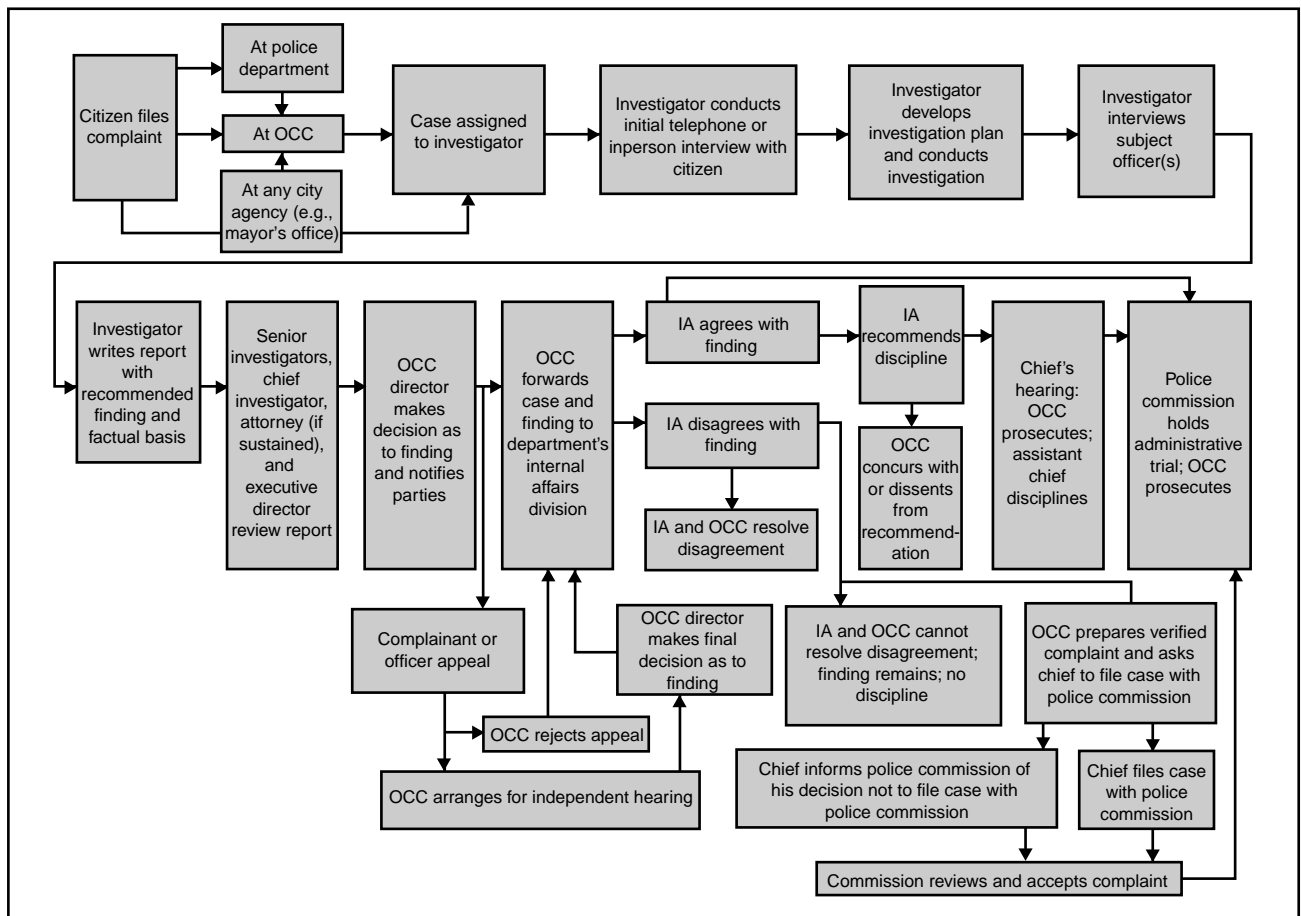 At police
department
Citizen files
complaint
At OCC
At any city
agency (e.g.,
mayor's office)
Case assigned
to investigator
Investigator conducts
initial telephone or
inperson interview with
citizen
Investigator
develops
investigation plan
and conducts
investigation
Investigator
interviews
subject
officer(s)
Investigator
writes report
with
recommended
finding and
factual basis
Senior
investigators,
chief
investigator,
attorney (if
sustained),
and
executive
director
review report
OCC
director
makes
decision as
to finding
and notifies
parties
OCC
forwards
case and
finding to
department's
internal
affairs
division
IA agrees with
finding
IA disagrees with
finding
IA and OCC resolve
disagreement
IA
recommends
discipline
OCC
concurs with
or dissents
from
recommend-
ation
Chief's
hearing:
OCC
prosecutes;
assistant
chief
disciplines
Police
commission
holds
administrative
trial; OCC
prosecutes
Complainant or
officer appeal
OCC rejects appeal
OCC arranges for independent hearing
OCC director
makes final
decision as to
finding
IA and OCC cannot
resolve disagreement;
finding remains; no
discipline
OCC prepares verified
complaint and asks
chief to file case with
police commission
Chief informs police commission of
his decision not to file case with
police commission
Chief files case
with police
commission
Commission reviews and accepts complaint